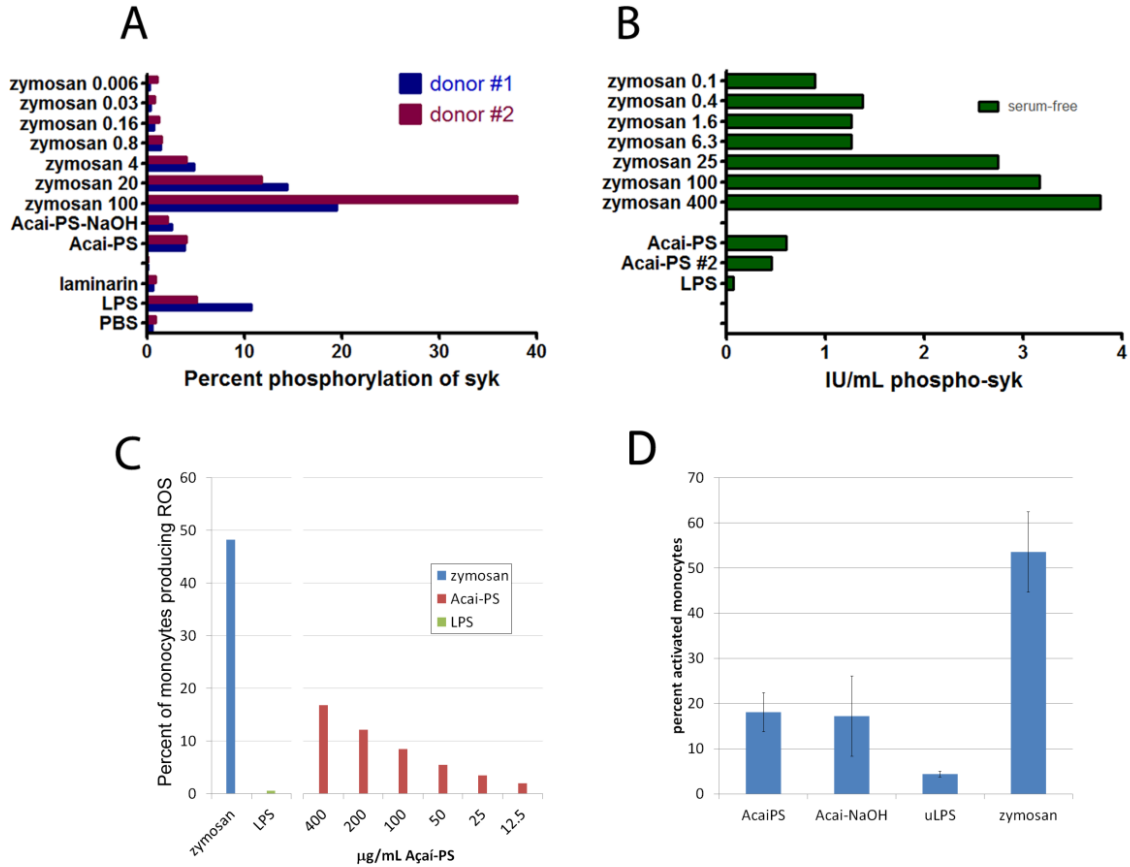 A
zymosan 0.006
zymosan 0.03
zymosan 0.16
zymosan 0.8
zymosan 4
zymosan 20
zymosan 100
Acai-PS-NaOH
Acai-PS
laminarin
LPS
PBS
donor #1
donor #2
0 10 20 30 40
Percent phosphorylation of syk
B
zymosan 0.1
zymosan 0.4
zymosan 1.6
zymosan 6.3
zymosan 25
zymosan 100
zymosan 400
Acai-PS
Acai-PS #2
LPS
serum-free
0 1 2 3 4
IU/mL phospho-syk
C
Percent of monocytes producing ROS
60
50
40
30
20
10
0
zymosan
Acai-PS
LPS
zymosan LPS 400 200 100 50 25 12.5
µg/mL Açaí-PS
D
percent activated monocytes
70
60
50
40
30
20
10
0
AcaiPS Acai-NaOH uLPS zymosan